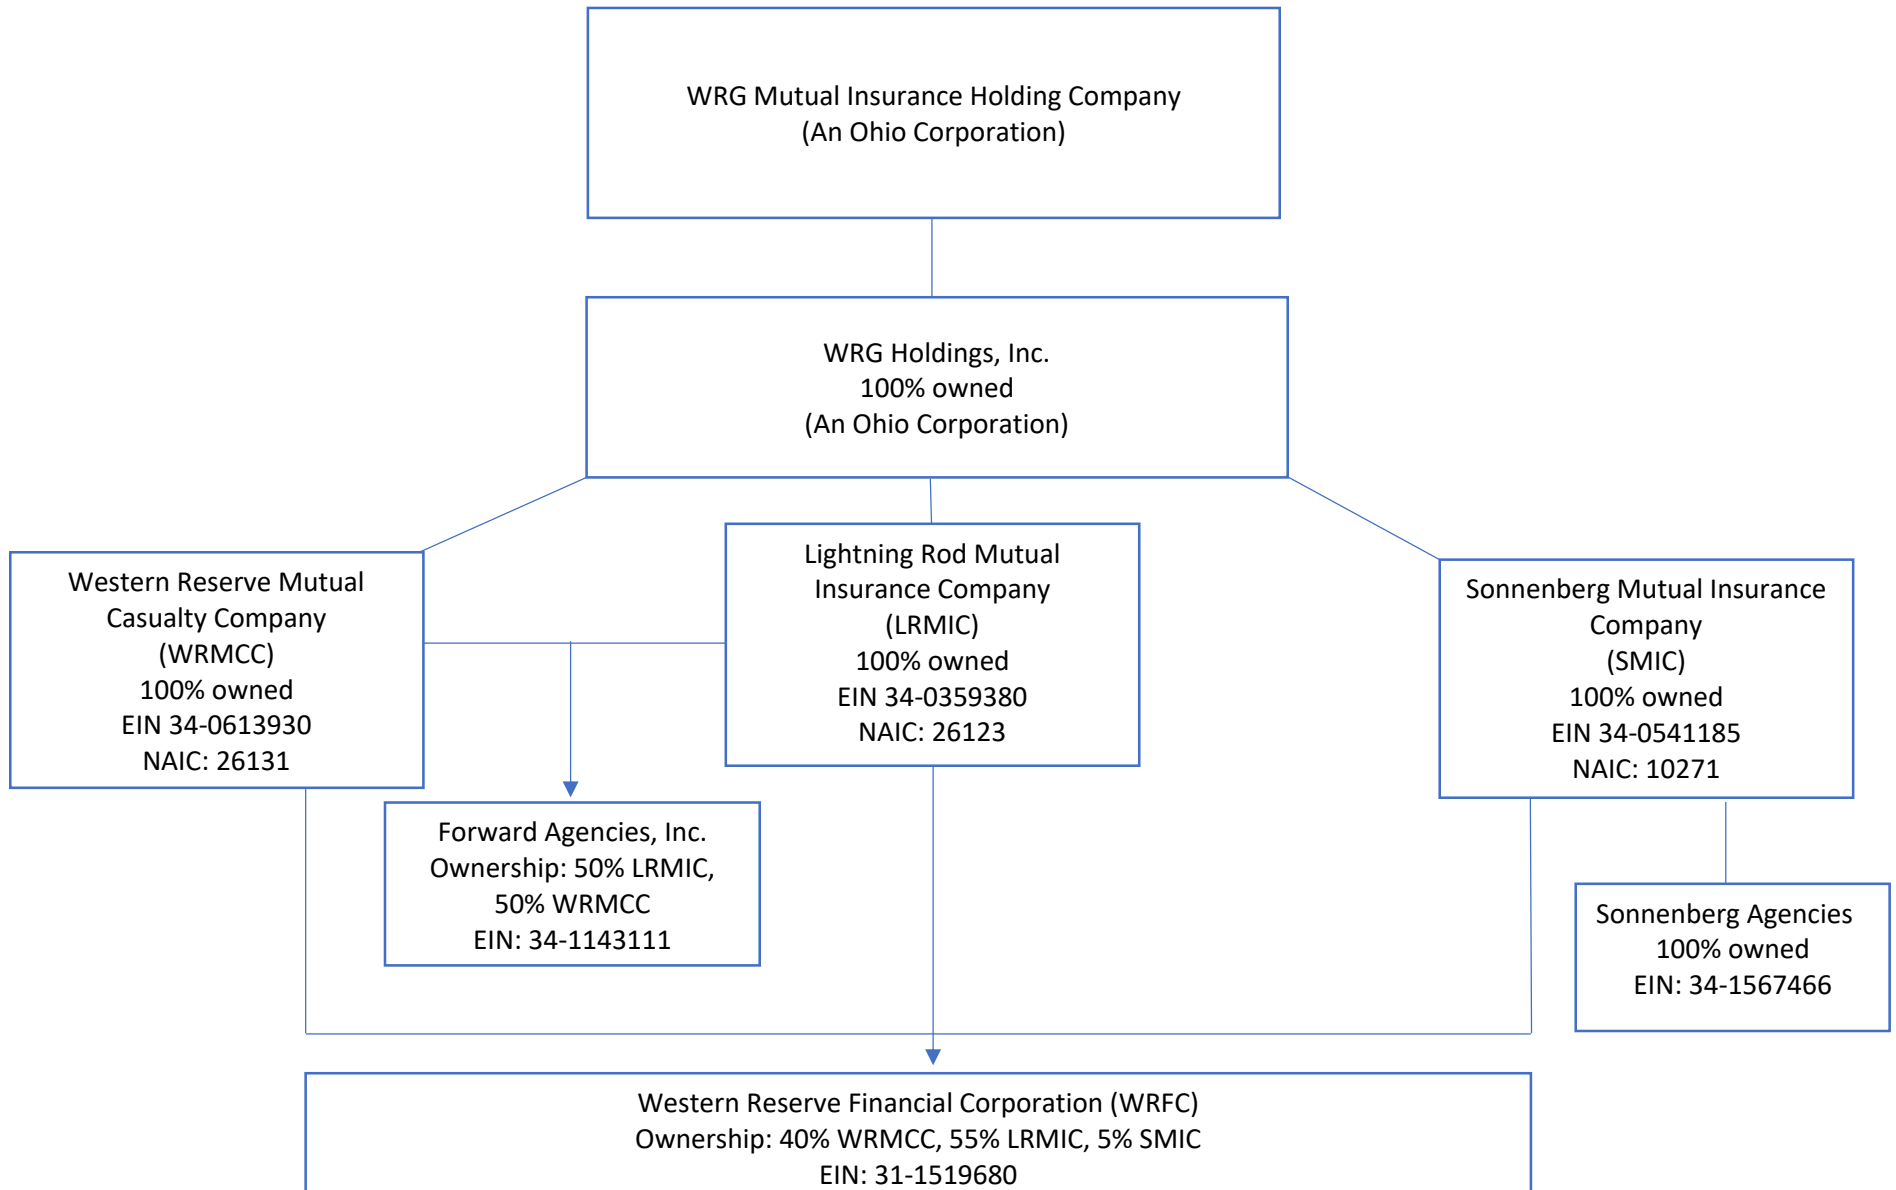 WRG Mutual Insurance Holding Company
(An Ohio Corporation)
WRG Holdings, Inc.
100% owned
(An Ohio Corporation)
Western Reserve Mutual
Casualty Company
(WRMCC)
100% owned
EIN 34-0613930
NAIC: 26131
Lightning Rod Mutual
Insurance Company
(LRMIC)
100% owned
EIN 34-0359380
NAIC: 26123
Sonnenberg Mutual Insurance
Company
(SMIC)
100% owned
EIN 34-0541185
NAIC: 10271
Forward Agencies, Inc.
Ownership: 50% LRMIC,
50% WRMCC
EIN: 34-1143111
Sonnenberg Agencies
100% owned
EIN: 34-1567466
Western Reserve Financial Corporation (WRFC)
Ownership: 40% WRMCC, 55% LRMIC, 5% SMIC
EIN: 31-1519680